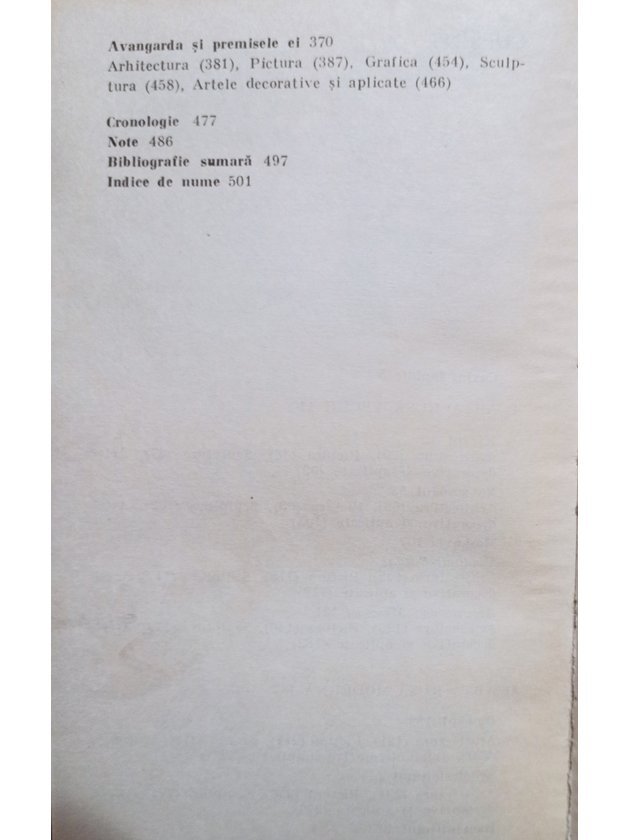 Avangarda și premisele ei 370
Arhitectura (381), Pictura (387), Grafica (454), Sculp-
tura (458), Artele decorative și aplicate (466)
Cronologie 477
Note 486
Bibliografie sumară 497
Indice de nume 501